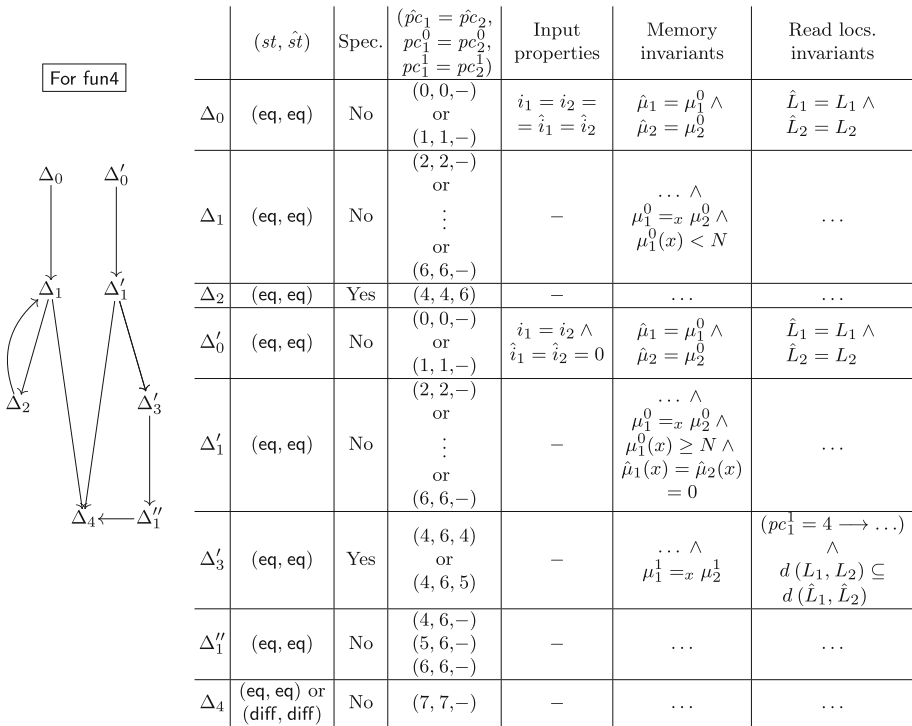 For fun4
Δ₀ Δ′₀
Δ₁ Δ′₁
Δ₂ Δ′₃
Δ₄ Δ″₁
(st, ŝt) Spec. (p̂c₁ = p̂c₂, pc⁰₁ = pc⁰₂, pc¹₁ = pc¹₂) Input properties Memory invariants Read locs. invariants
Δ₀ (eq, eq) No (0, 0,−) or (1, 1,−) i₁ = i₂ = = î₁ = î₂ μ̂₁ = μ⁰₁ ∧ μ̂₂ = μ⁰₂ L̂₁ = L₁ ∧ L̂₂ = L₂
Δ₁ (eq, eq) No (2, 2,−) or ⋮ or (6, 6,−) − … ∧ μ⁰₁ =ₓ μ⁰₂ ∧ μ⁰₁(x) < N …
Δ₂ (eq, eq) Yes (4, 4, 6) − … …
Δ′₀ (eq, eq) No (0, 0,−) or (1, 1,−) i₁ = i₂ ∧ î₁ = î₂ = 0 μ̂₁ = μ⁰₁ ∧ μ̂₂ = μ⁰₂ L̂₁ = L₁ ∧ L̂₂ = L₂
Δ′₁ (eq, eq) No (2, 2,−) or ⋮ or (6, 6,−) − … ∧ μ⁰₁ =ₓ μ⁰₂ ∧ μ⁰₁(x) ≥ N ∧ μ̂₁(x) = μ̂₂(x) = 0 …
Δ′₃ (eq, eq) Yes (4, 6, 4) or (4, 6, 5) − … ∧ μ¹₁ =ₓ μ¹₂ (pc¹₁ = 4 ⟶ …) ∧ d (L₁, L₂) ⊆ d (L̂₁, L̂₂)
Δ″₁ (eq, eq) No (4, 6,−) (5, 6,−) (6, 6,−) − … …
Δ₄ (eq, eq) or (diff, diff) No (7, 7,−) − … …